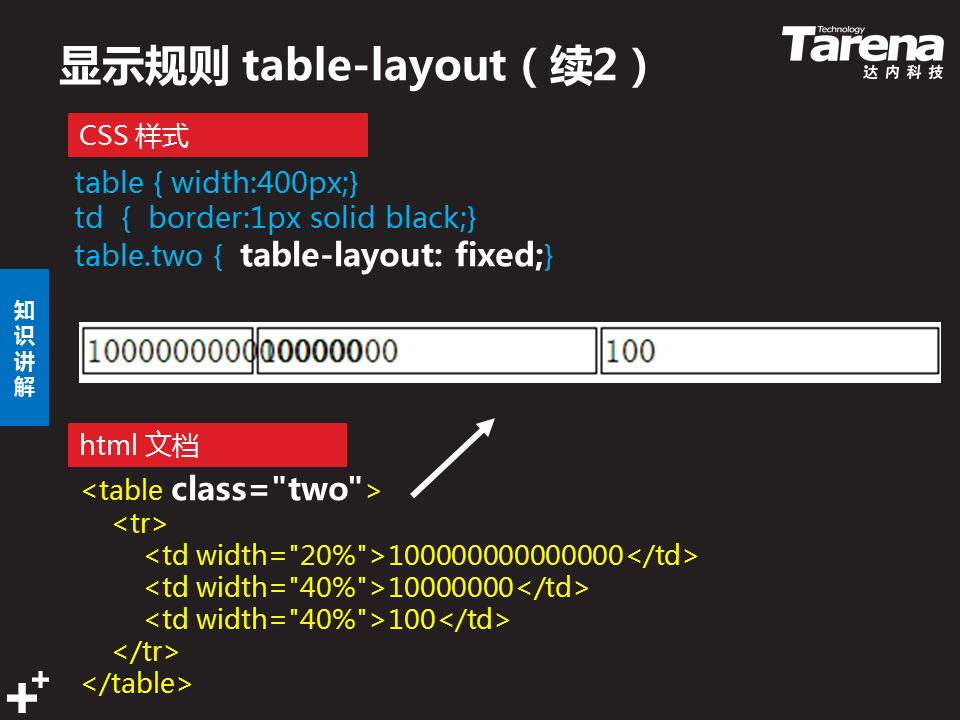 显示规则 table-layout（续2）
Technology
Tarena
达内科技
CSS 样式
table { width:400px;}
td { border:1px solid black;}
table.two { table-layout: fixed;}
知识讲解
100000000000000
10000000
100
html 文档
<table class="two">
<tr>
<td width="20%">100000000000000</td>
<td width="40%">10000000</td>
<td width="40%">100</td>
</tr>
</table>